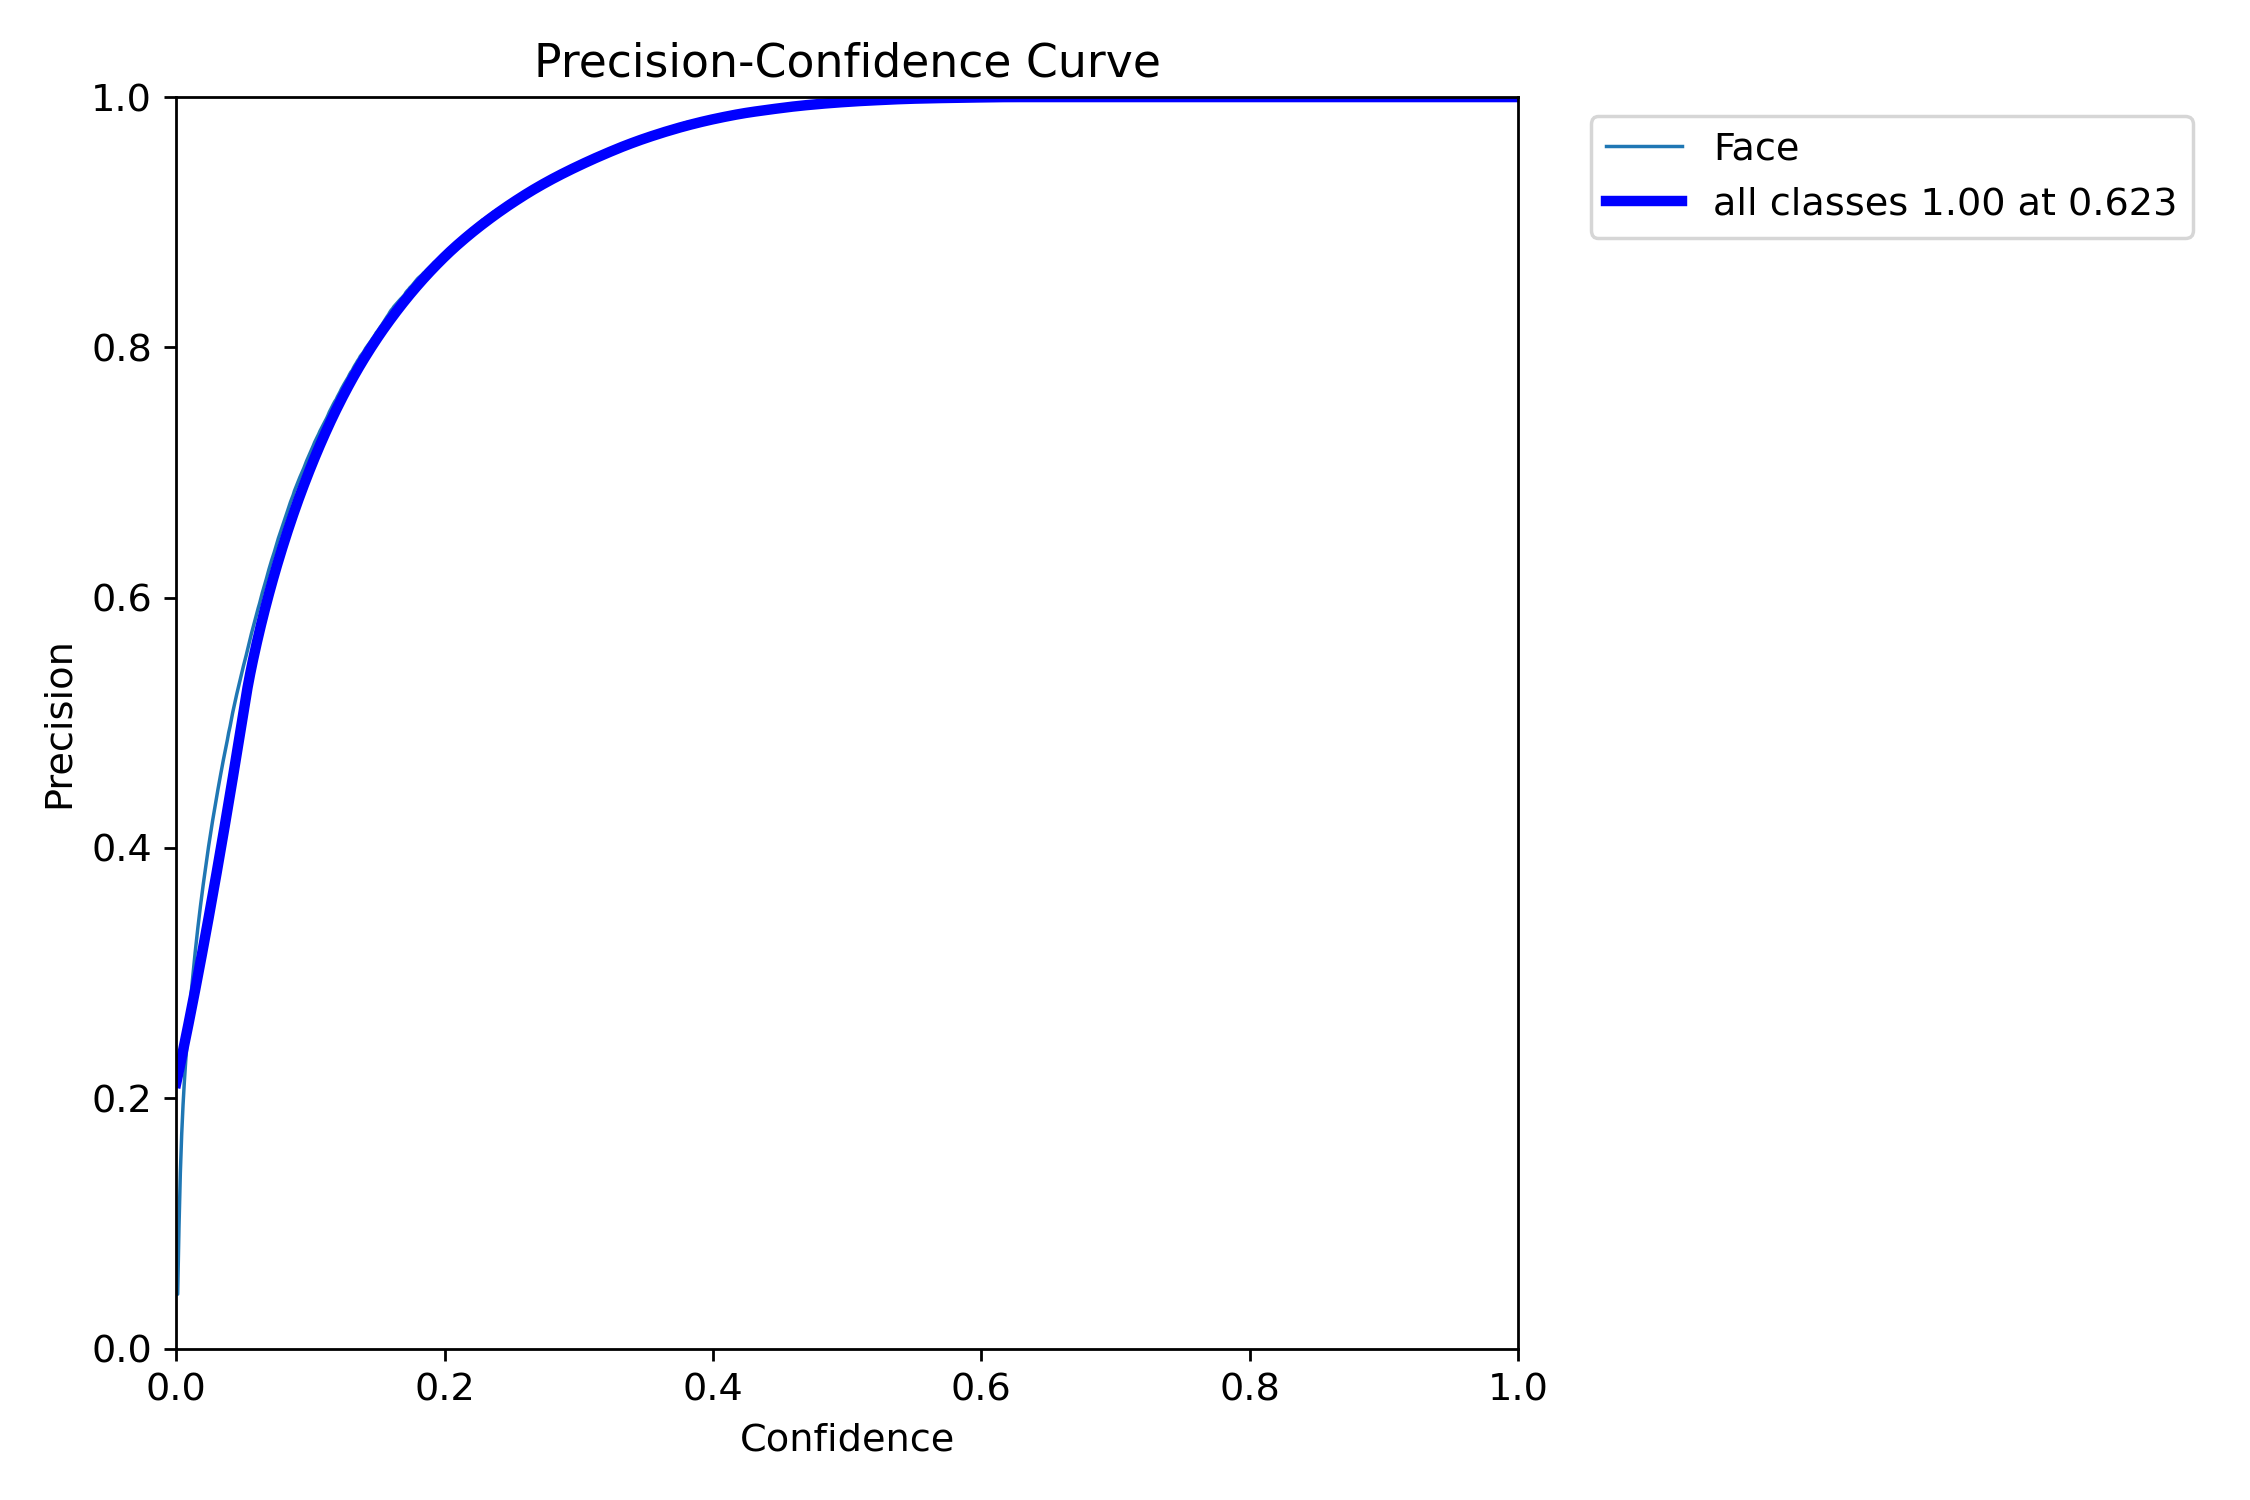 Precision-Confidence Curve
1.0
0.8
0.6
0.4
0.2
0.0
Precision
0.0 0.2 0.4 0.6 0.8 1.0
Confidence
Face
all classes 1.00 at 0.623